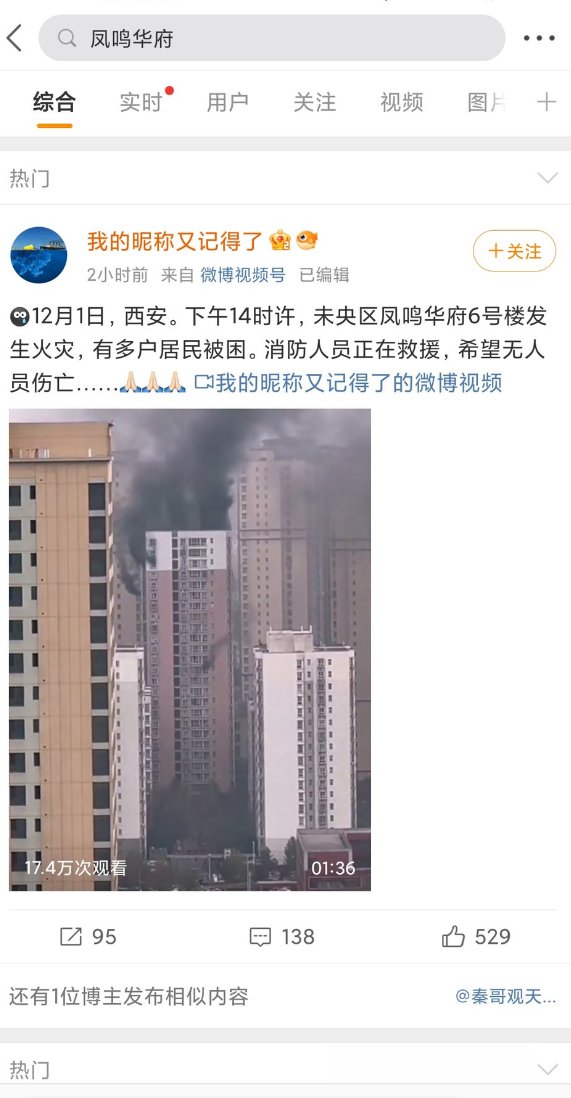 凤鸣华府
综合 实时 用户 关注 视频 图片
热门
我的昵称又记得了
+关注
2小时前 来自 微博视频号 已编辑
12月1日，西安。下午14时许，未央区凤鸣华府6号楼发
生火灾，有多户居民被困。消防人员正在救援，希望无人
员伤亡……🙏🏻🙏🏻🙏🏻 我的昵称又记得了的微博视频
17.4万次观看 01:36
95 138 529
还有1位博主发布相似内容 @秦哥观天...
热门